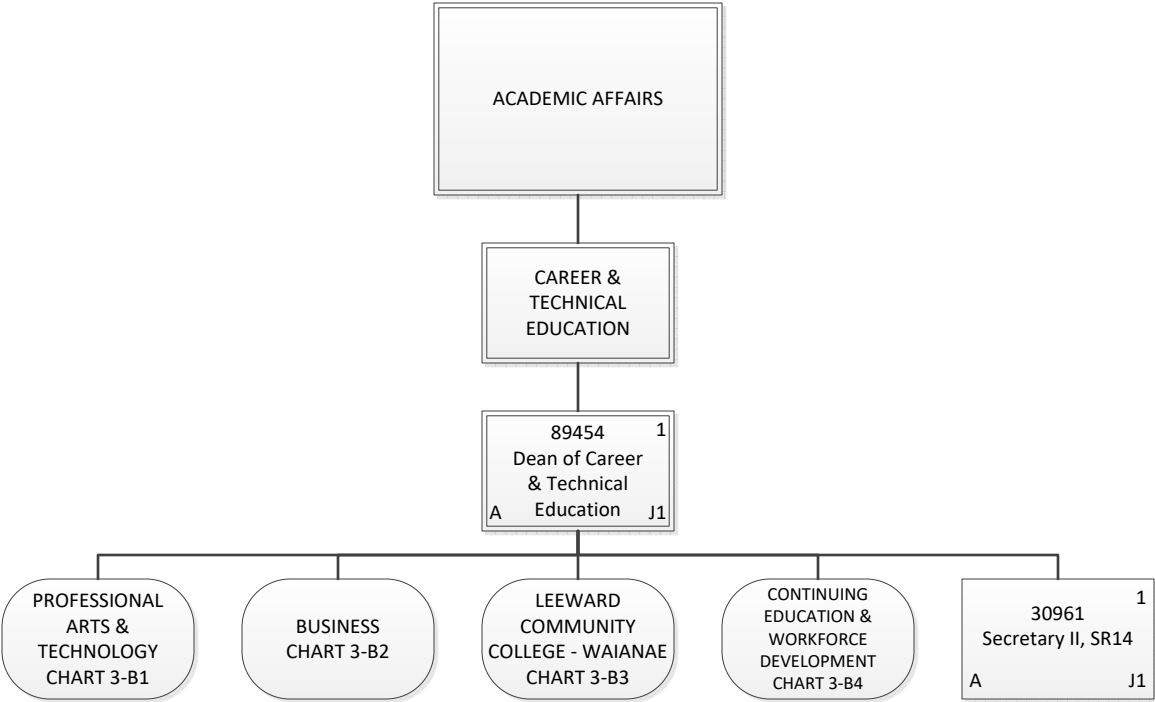 ACADEMIC AFFAIRS
CAREER &
TECHNICAL
EDUCATION
89454 1
Dean of Career
& Technical
Education
A J1
PROFESSIONAL
ARTS &
TECHNOLOGY
CHART 3-B1
BUSINESS
CHART 3-B2
LEEWARD
COMMUNITY
COLLEGE - WAIANAE
CHART 3-B3
CONTINUING
EDUCATION &
WORKFORCE
DEVELOPMENT
CHART 3-B4
1
30961
Secretary II, SR14
A J1